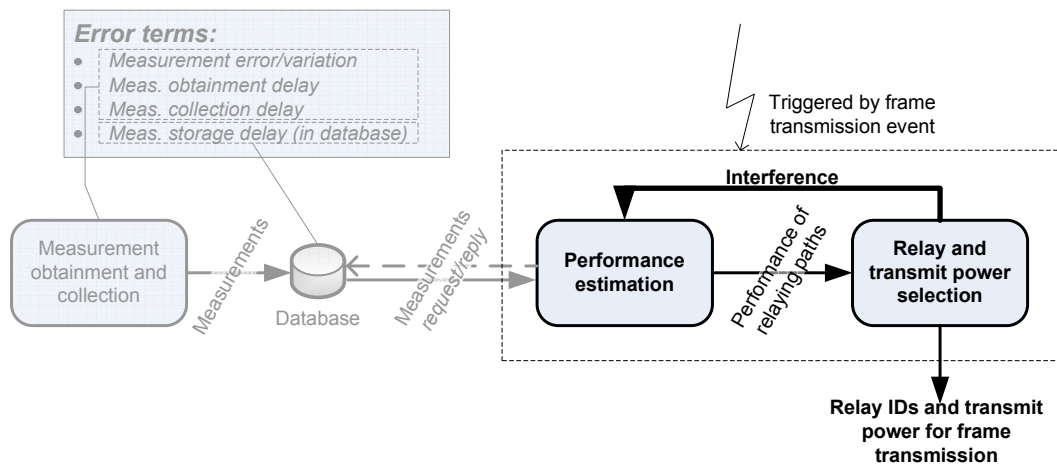 Error terms:
• Measurement error/variation
• Meas. obtainment delay
• Meas. collection delay
• Meas. storage delay (in database)
Triggered by frame
transmission event
Interference
Measurement
obtainment and
collection
Measurements
Database
Measurements
request/reply
Performance
estimation
Performance of
relaying paths
Relay and
transmit power
selection
Relay IDs and transmit
power for frame
transmission